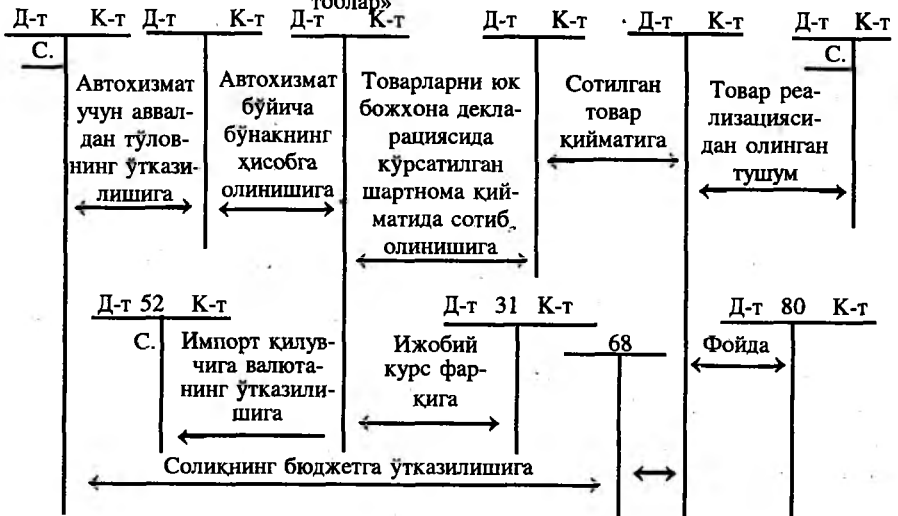 тоблар»
Д-т К-т Д-т К-т Д-т К-т Д-т К-т Д-т К-т Д-т К-т
С.
С.
Автохизмат
учун аввал-
дан тўлов-
нинг ўткази-
лишига
Автохизмат
бўйича
бўнакнинг
ҳисобга
олинишига
Товарларни юк
божхона декла-
рациясида
кўрсатилган
шартнома қий-
матида сотиб
олинишига
Сотилган
товар
қийматига
Товар реа-
лизацияси-
дан олинган
тушум
Д-т 52 К-т
С.
Импорт қилув-
чига валюта-
нинг ўтказили-
шига
Д-т 31 К-т
Ижобий
курс фар-
қига
68
Д-т 80 К-т
Фойда
Солиқнинг бюджетга ўтказилишига